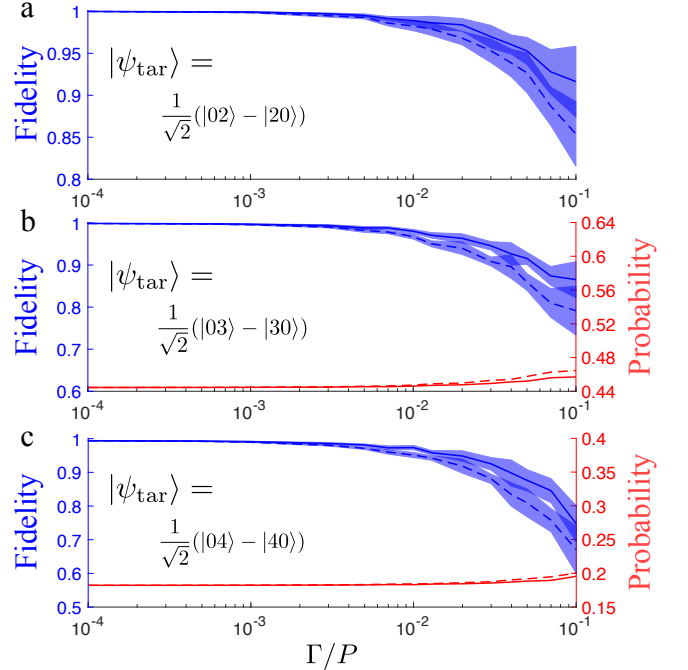 a
Fidelity
1
0.95
0.9
0.85
0.8
|ψ_tar⟩ =
1/√2 (|02⟩ − |20⟩)
10^-4
10^-3
10^-2
10^-1
b
Fidelity
1
0.9
0.8
0.7
0.6
|ψ_tar⟩ =
1/√2 (|03⟩ − |30⟩)
0.64
0.6
0.56
0.52
0.48
0.44
Probability
10^-4
10^-3
10^-2
10^-1
c
Fidelity
1
0.9
0.8
0.7
0.6
0.5
|ψ_tar⟩ =
1/√2 (|04⟩ − |40⟩)
0.4
0.35
0.3
0.25
0.2
0.15
Probability
10^-4
10^-3
10^-2
10^-1
Γ/P